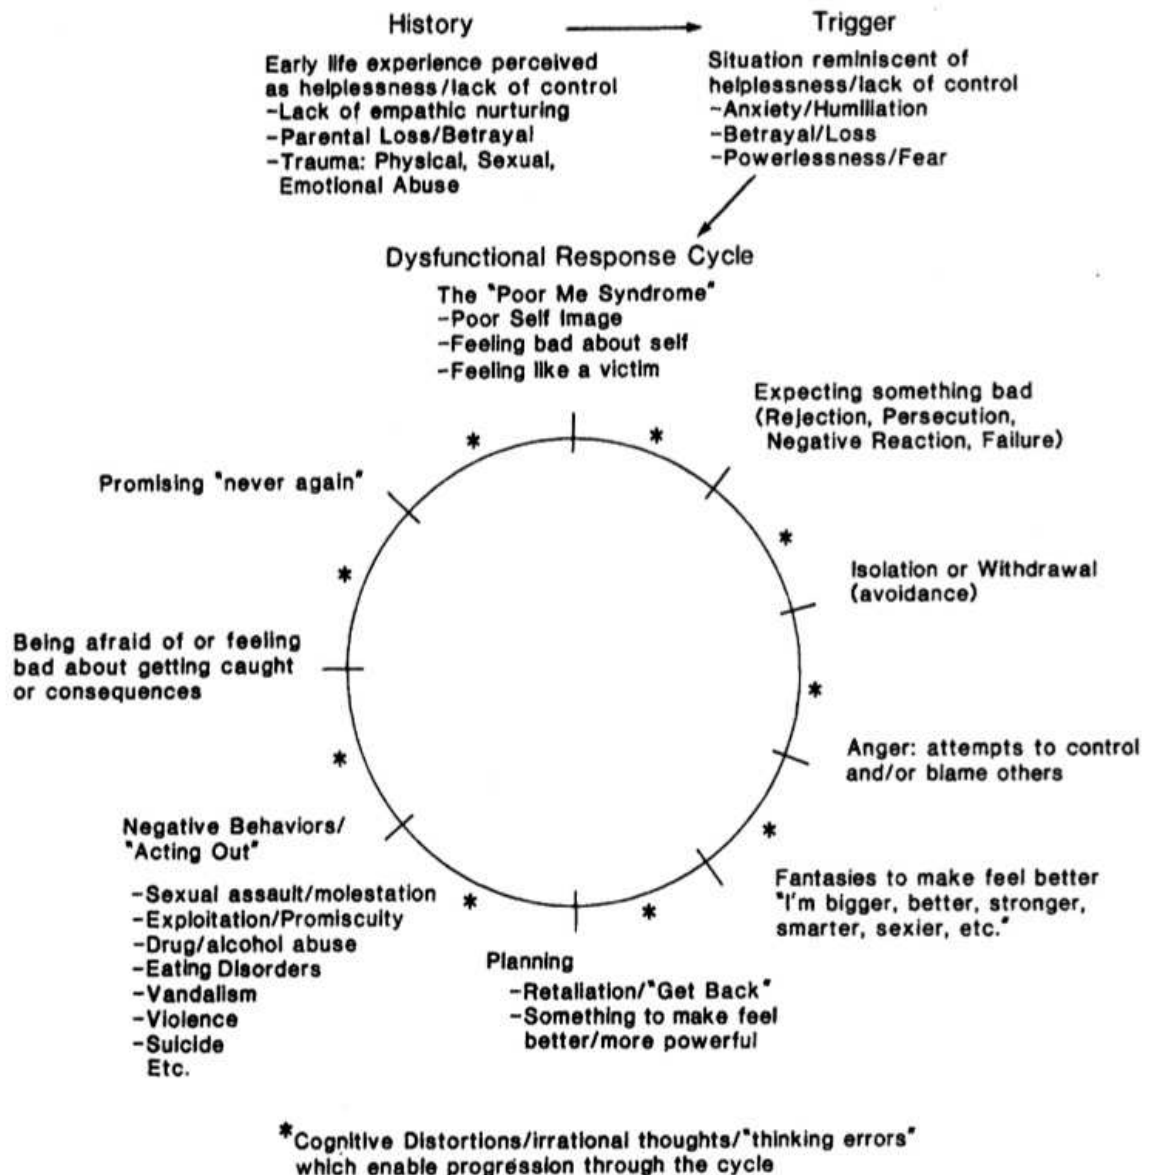 History
Early life experience perceived
as helplessness/lack of control
-Lack of empathic nurturing
-Parental Loss/Betrayal
-Trauma: Physical, Sexual,
Emotional Abuse
Trigger
Situation reminiscent of
helplessness/lack of control
-Anxiety/Humiliation
-Betrayal/Loss
-Powerlessness/Fear
Dysfunctional Response Cycle
The "Poor Me Syndrome"
-Poor Self Image
-Feeling bad about self
-Feeling like a victim
Expecting something bad
(Rejection, Persecution,
Negative Reaction, Failure)
Isolation or Withdrawal
(avoidance)
Anger: attempts to control
and/or blame others
Fantasies to make feel better
"I'm bigger, better, stronger,
smarter, sexier, etc."
Planning
-Retaliation/"Get Back"
-Something to make feel
better/more powerful
Negative Behaviors/
"Acting Out"
-Sexual assault/molestation
-Exploitation/Promiscuity
-Drug/alcohol abuse
-Eating Disorders
-Vandalism
-Violence
-Suicide
Etc.
Being afraid of or feeling
bad about getting caught
or consequences
Promising "never again"
*Cognitive Distortions/irrational thoughts/"thinking errors"
which enable progression through the cycle